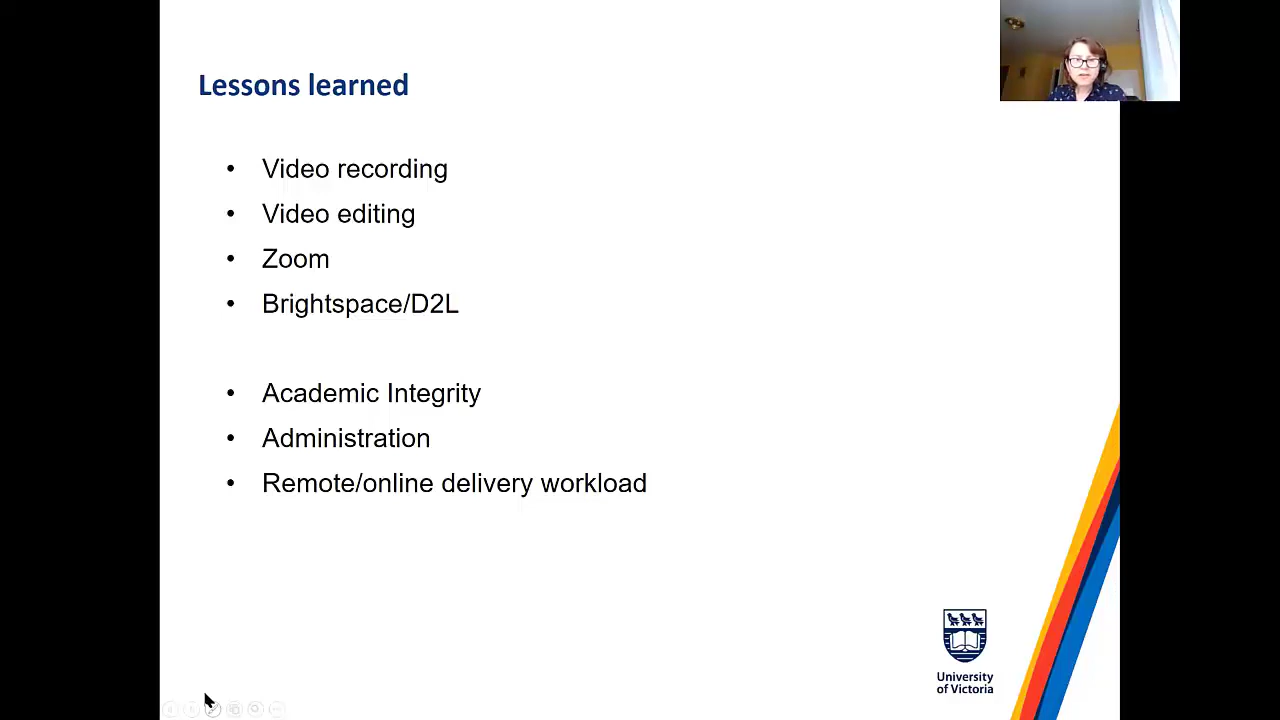 Lessons learned
• Video recording
• Video editing
• Zoom
• Brightspace/D2L
• Academic Integrity
• Administration
• Remote/online delivery workload
University
of Victoria